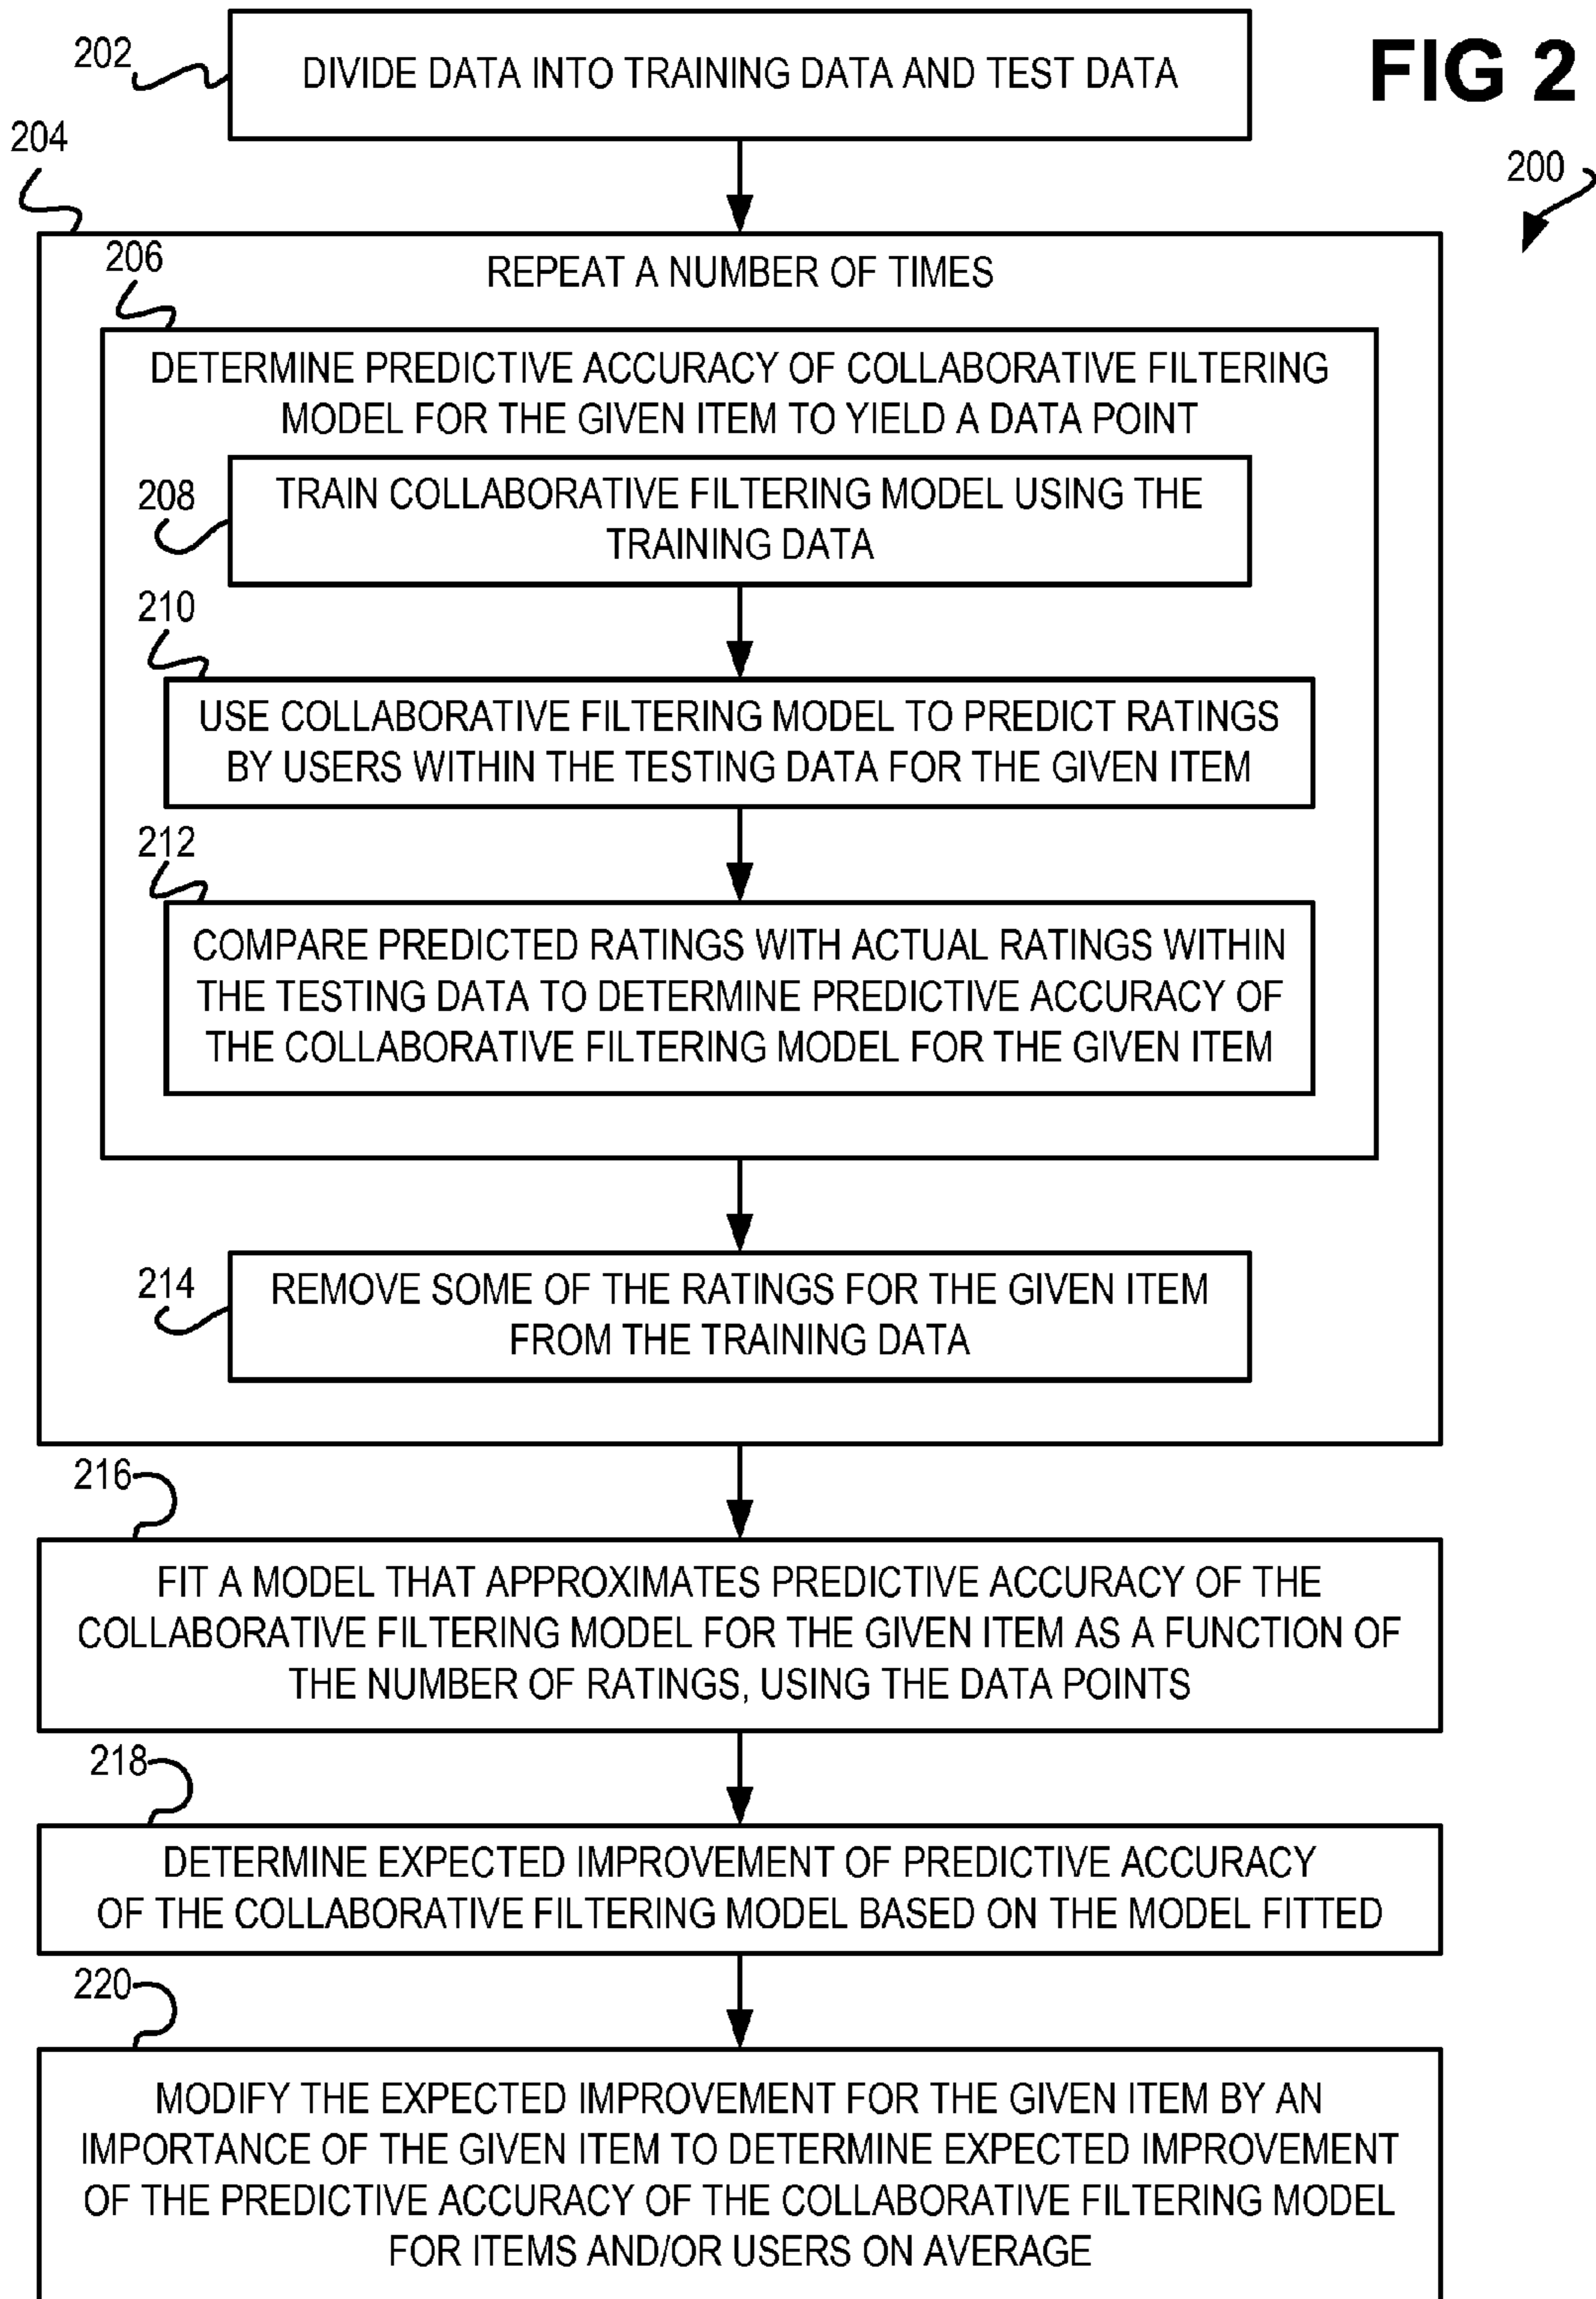 FIG 2
200
202
DIVIDE DATA INTO TRAINING DATA AND TEST DATA
204
REPEAT A NUMBER OF TIMES
206
DETERMINE PREDICTIVE ACCURACY OF COLLABORATIVE FILTERING
MODEL FOR THE GIVEN ITEM TO YIELD A DATA POINT
208
TRAIN COLLABORATIVE FILTERING MODEL USING THE
TRAINING DATA
210
USE COLLABORATIVE FILTERING MODEL TO PREDICT RATINGS
BY USERS WITHIN THE TESTING DATA FOR THE GIVEN ITEM
212
COMPARE PREDICTED RATINGS WITH ACTUAL RATINGS WITHIN
THE TESTING DATA TO DETERMINE PREDICTIVE ACCURACY OF
THE COLLABORATIVE FILTERING MODEL FOR THE GIVEN ITEM
214
REMOVE SOME OF THE RATINGS FOR THE GIVEN ITEM
FROM THE TRAINING DATA
216
FIT A MODEL THAT APPROXIMATES PREDICTIVE ACCURACY OF THE
COLLABORATIVE FILTERING MODEL FOR THE GIVEN ITEM AS A FUNCTION OF
THE NUMBER OF RATINGS, USING THE DATA POINTS
218
DETERMINE EXPECTED IMPROVEMENT OF PREDICTIVE ACCURACY
OF THE COLLABORATIVE FILTERING MODEL BASED ON THE MODEL FITTED
220
MODIFY THE EXPECTED IMPROVEMENT FOR THE GIVEN ITEM BY AN
IMPORTANCE OF THE GIVEN ITEM TO DETERMINE EXPECTED IMPROVEMENT
OF THE PREDICTIVE ACCURACY OF THE COLLABORATIVE FILTERING MODEL
FOR ITEMS AND/OR USERS ON AVERAGE